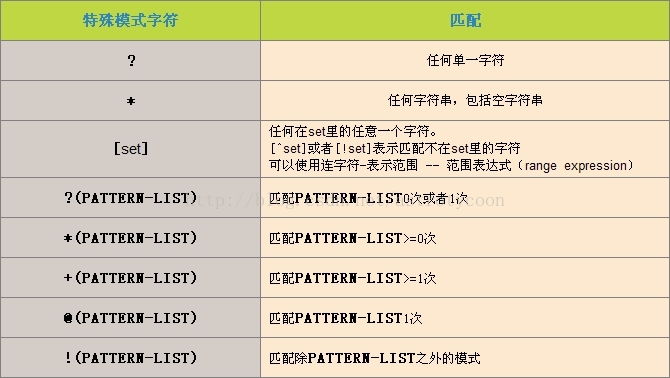 特殊模式字符 匹配
? 任何单一字符
* 任何字符串，包括空字符串
[set] 任何在set里的任意一个字符。
[^set]或者[!set]表示匹配不在set里的字符
可以使用连字符-表示范围 -- 范围表达式（range expression）
?(PATTERN-LIST) 匹配PATTERN-LIST0次或者1次
*(PATTERN-LIST) 匹配PATTERN-LIST>=0次
+(PATTERN-LIST) 匹配PATTERN-LIST>=1次
@(PATTERN-LIST) 匹配PATTERN-LIST1次
!(PATTERN-LIST) 匹配除PATTERN-LIST之外的模式